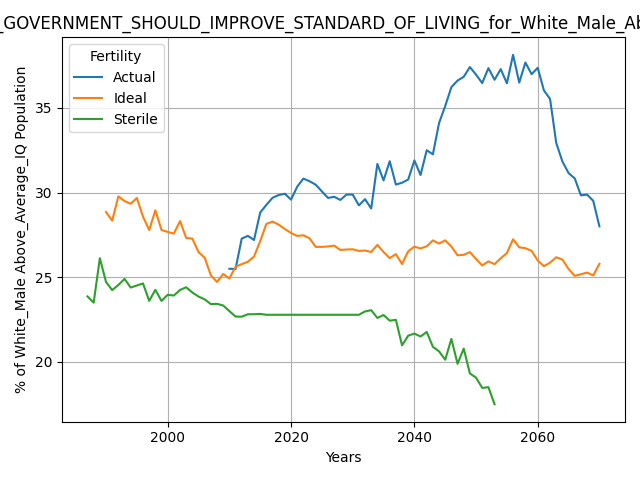 _GOVERNMENT_SHOULD_IMPROVE_STANDARD_OF_LIVING_for_White_Male_Ab
% of White_Male Above_Average_IQ Population
Fertility
Actual
Ideal
Sterile
35
30
25
20
2000 2020 2040 2060
Years